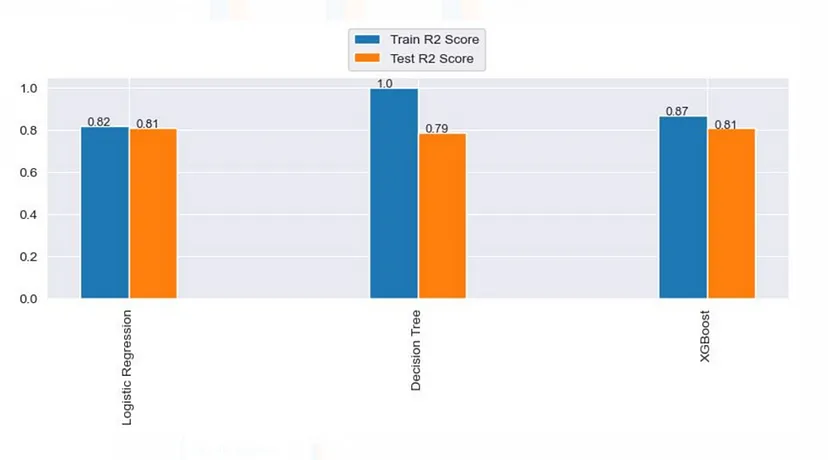 Train R2 Score
Test R2 Score
1.0
0.8
0.6
0.4
0.2
0.0
0.82
0.81
1.0
0.79
0.87
0.81
Logistic Regression
Decision Tree
XGBoost